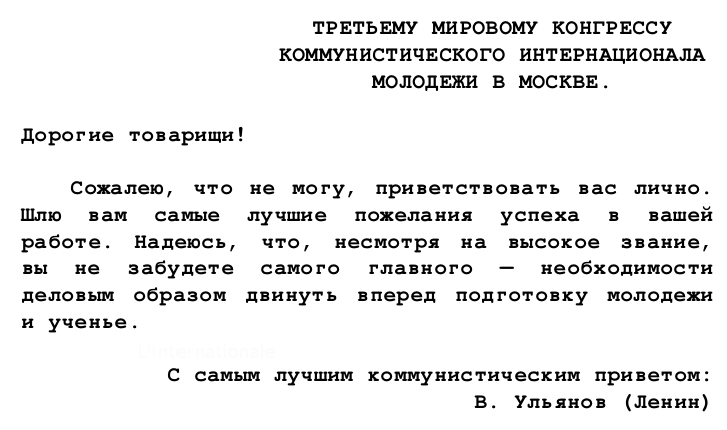 ТРЕТЬЕМУ МИРОВОМУ КОНГРЕССУ
КОММУНИСТИЧЕСКОГО ИНТЕРНАЦИОНАЛА
МОЛОДЕЖИ В МОСКВЕ.
Дорогие товарищи!
Сожалею, что не могу, приветствовать вас лично.
Шлю вам самые лучшие пожелания успеха в вашей
работе. Надеюсь, что, несмотря на высокое звание,
вы не забудете самого главного — необходимости
деловым образом двинуть вперед подготовку молодежи
и ученье.
L'Internationale
С самым лучшим коммунистическим приветом:
В. Ульянов (Ленин)